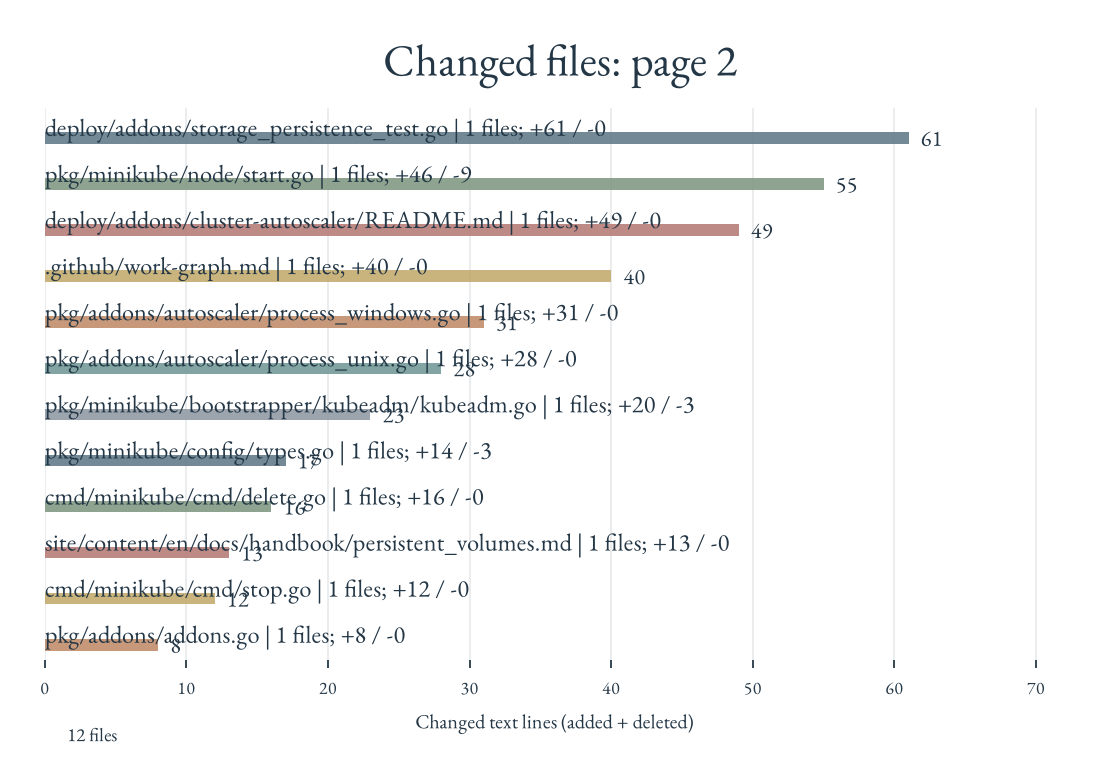 Changed files: page 2
deploy/addons/storage_persistence_test.go | 1 files; +61 / -0
61
pkg/minikube/node/start.go | 1 files; +46 / -9
55
deploy/addons/cluster-autoscaler/README.md | 1 files; +49 / -0
49
.github/work-graph.md | 1 files; +40 / -0
40
pkg/addons/autoscaler/process_windows.go | 1 files; +31 / -0
31
pkg/addons/autoscaler/process_unix.go | 1 files; +28 / -0
28
pkg/minikube/bootstrapper/kubeadm/kubeadm.go | 1 files; +20 / -3
23
pkg/minikube/config/types.go | 1 files; +14 / -3
17
cmd/minikube/cmd/delete.go | 1 files; +16 / -0
16
site/content/en/docs/handbook/persistent_volumes.md | 1 files; +13 / -0
13
cmd/minikube/cmd/stop.go | 1 files; +12 / -0
12
pkg/addons/addons.go | 1 files; +8 / -0
8
0 10 20 30 40 50 60 70
Changed text lines (added + deleted)
12 files